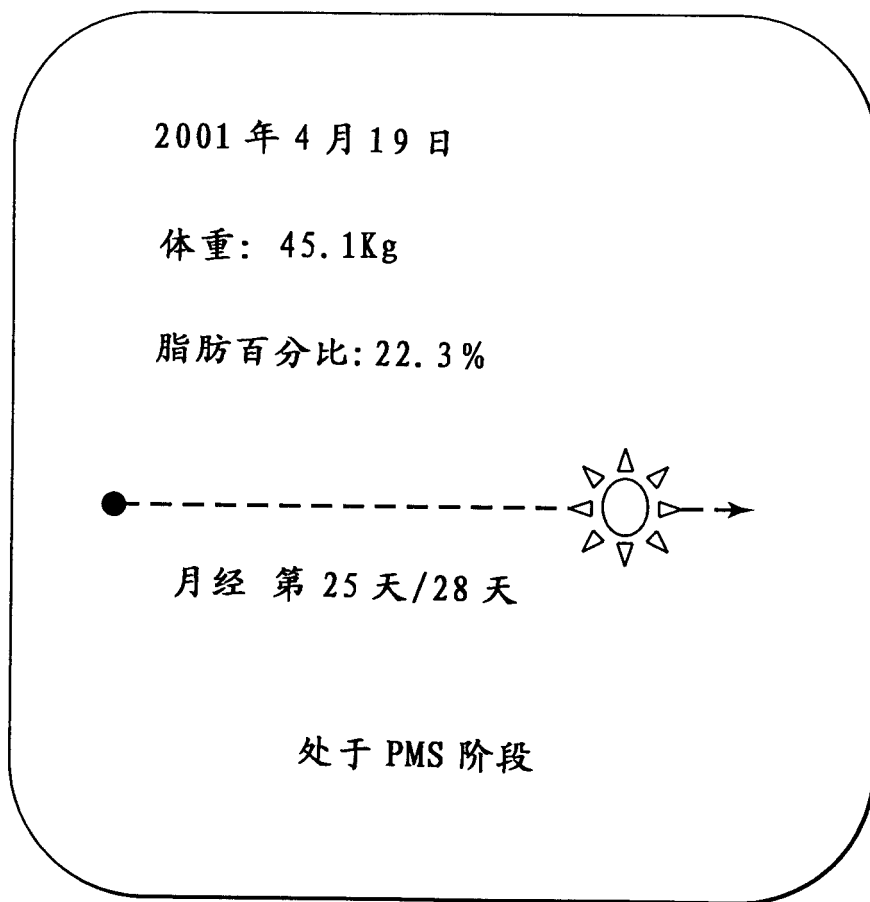 2001 年 4 月 19 日
体重: 45.1Kg
脂肪百分比: 22.3%
月经 第 25 天/28 天
处于 PMS 阶段